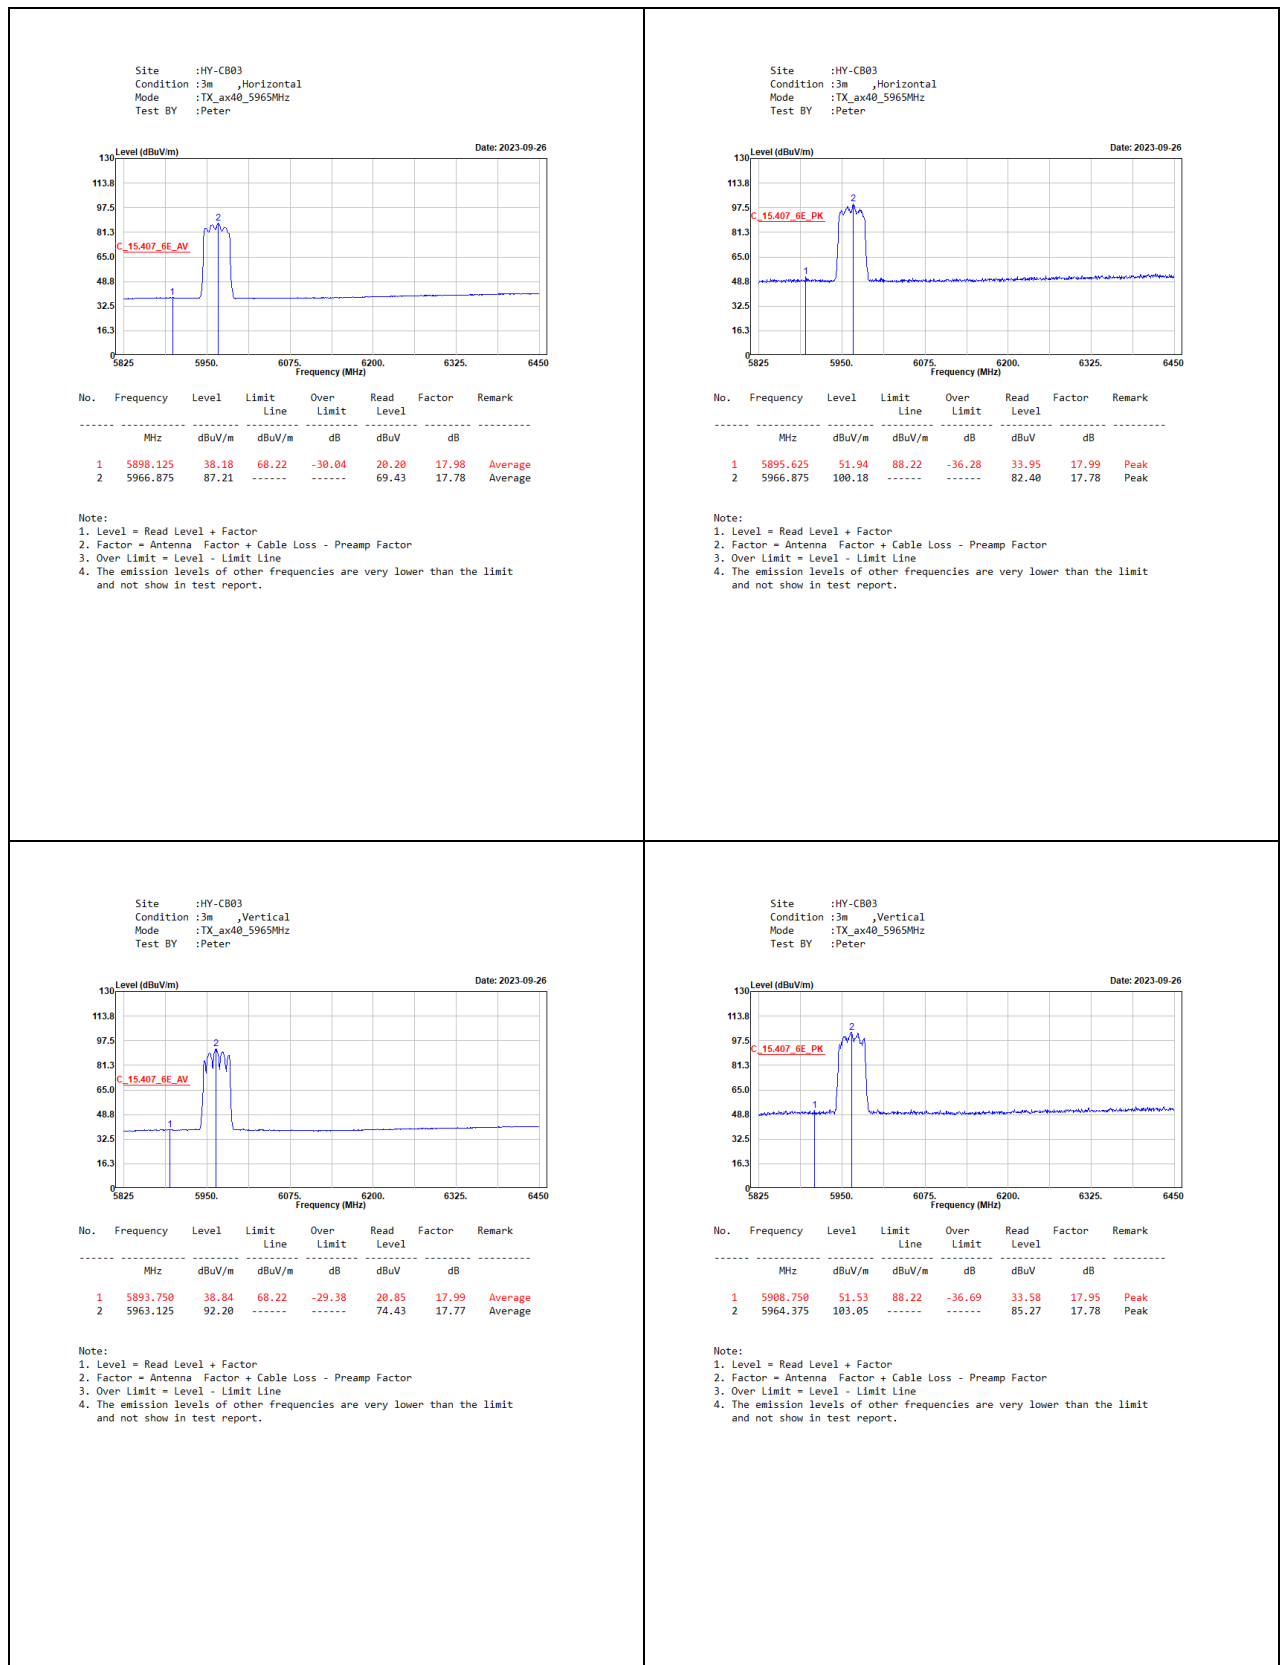 Site      :HY-CB03
Condition :3m    ,Horizontal
Mode      :TX_ax40_5965MHz
Test BY   :Peter
Level (dBuV/m)    Date: 2023-09-26
130
113.8
97.5
81.3
65.0
48.8
32.5
16.3
0
C_15.407_6E_AV
1
2
5825 5950. 6075. 6200. 6325. 6450
Frequency (MHz)
No. Frequency Level Limit Over Read Factor Remark
Line Limit Level
------ ----------- -------- -------- --------- -------- -------- ---------
MHz dBuV/m dBuV/m dB dBuV dB
1 5898.125 38.18 68.22 -30.04 20.20 17.98 Average
2 5966.875 87.21 ------ ------ 69.43 17.78 Average
Note:
1. Level = Read Level + Factor
2. Factor = Antenna  Factor + Cable Loss - Preamp Factor
3. Over Limit = Level - Limit Line
4. The emission levels of other frequencies are very lower than the limit
and not show in test report.
Site      :HY-CB03
Condition :3m    ,Horizontal
Mode      :TX_ax40_5965MHz
Test BY   :Peter
Level (dBuV/m)    Date: 2023-09-26
130
113.8
97.5
81.3
65.0
48.8
32.5
16.3
0
C_15.407_6E_PK
1
2
5825 5950. 6075. 6200. 6325. 6450
Frequency (MHz)
No. Frequency Level Limit Over Read Factor Remark
Line Limit Level
------ ----------- -------- -------- --------- -------- -------- ---------
MHz dBuV/m dBuV/m dB dBuV dB
1 5895.625 51.94 88.22 -36.28 33.95 17.99 Peak
2 5966.875 100.18 ------ ------ 82.40 17.78 Peak
Note:
1. Level = Read Level + Factor
2. Factor = Antenna  Factor + Cable Loss - Preamp Factor
3. Over Limit = Level - Limit Line
4. The emission levels of other frequencies are very lower than the limit
and not show in test report.
Site      :HY-CB03
Condition :3m    ,Vertical
Mode      :TX_ax40_5965MHz
Test BY   :Peter
Level (dBuV/m)    Date: 2023-09-26
130
113.8
97.5
81.3
65.0
48.8
32.5
16.3
0
C_15.407_6E_AV
1
2
5825 5950. 6075. 6200. 6325. 6450
Frequency (MHz)
No. Frequency Level Limit Over Read Factor Remark
Line Limit Level
------ ----------- -------- -------- --------- -------- -------- ---------
MHz dBuV/m dBuV/m dB dBuV dB
1 5893.750 38.84 68.22 -29.38 20.85 17.99 Average
2 5963.125 92.20 ------ ------ 74.43 17.77 Average
Note:
1. Level = Read Level + Factor
2. Factor = Antenna  Factor + Cable Loss - Preamp Factor
3. Over Limit = Level - Limit Line
4. The emission levels of other frequencies are very lower than the limit
and not show in test report.
Site      :HY-CB03
Condition :3m    ,Vertical
Mode      :TX_ax40_5965MHz
Test BY   :Peter
Level (dBuV/m)    Date: 2023-09-26
130
113.8
97.5
81.3
65.0
48.8
32.5
16.3
0
C_15.407_6E_PK
1
2
5825 5950. 6075. 6200. 6325. 6450
Frequency (MHz)
No. Frequency Level Limit Over Read Factor Remark
Line Limit Level
------ ----------- -------- -------- --------- -------- -------- ---------
MHz dBuV/m dBuV/m dB dBuV dB
1 5908.750 51.53 88.22 -36.69 33.58 17.95 Peak
2 5964.375 103.05 ------ ------ 85.27 17.78 Peak
Note:
1. Level = Read Level + Factor
2. Factor = Antenna  Factor + Cable Loss - Preamp Factor
3. Over Limit = Level - Limit Line
4. The emission levels of other frequencies are very lower than the limit
and not show in test report.